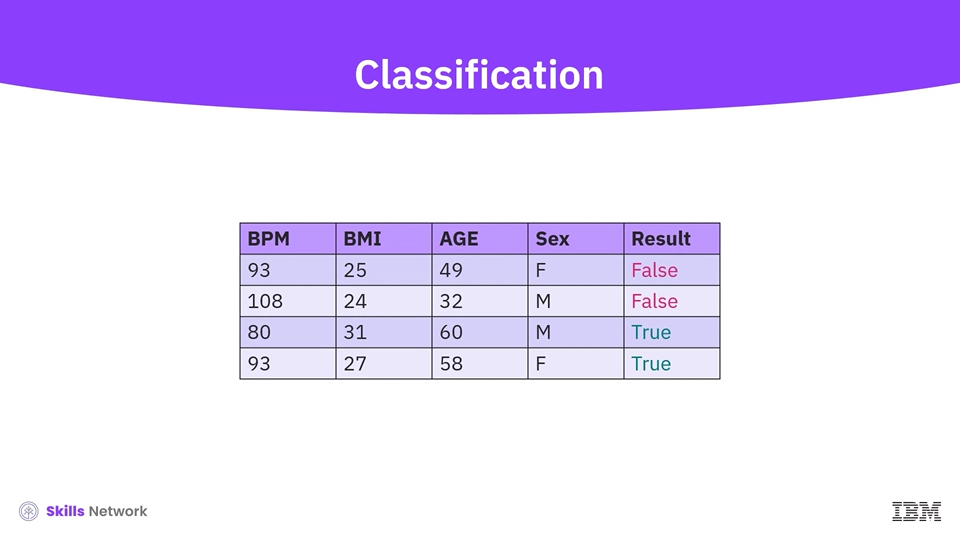 Classification
BPM BMI AGE Sex Result
93 25 49 F False
108 24 32 M False
80 31 60 M True
93 27 58 F True
Skills Network
IBM